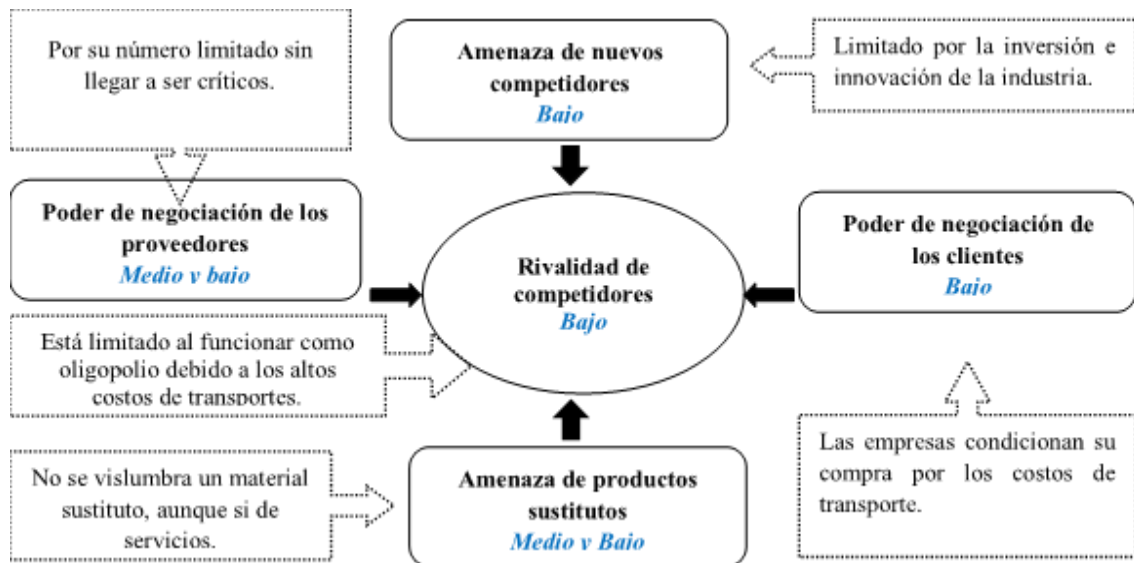 Por su número limitado sin
llegar a ser críticos.
Amenaza de nuevos
competidores
Bajo
Limitado por la inversión e
innovación de la industria.
Poder de negociación de los
proveedores
Medio v baio
Rivalidad de
competidores
Bajo
Poder de negociación de
los clientes
Bajo
Está limitado al funcionar como
oligopolio debido a los altos
costos de transportes.
No se vislumbra un material
sustituto, aunque si de
servicios.
Amenaza de productos
sustitutos
Medio v Bajo
Las empresas condicionan su
compra por los costos de
transporte.